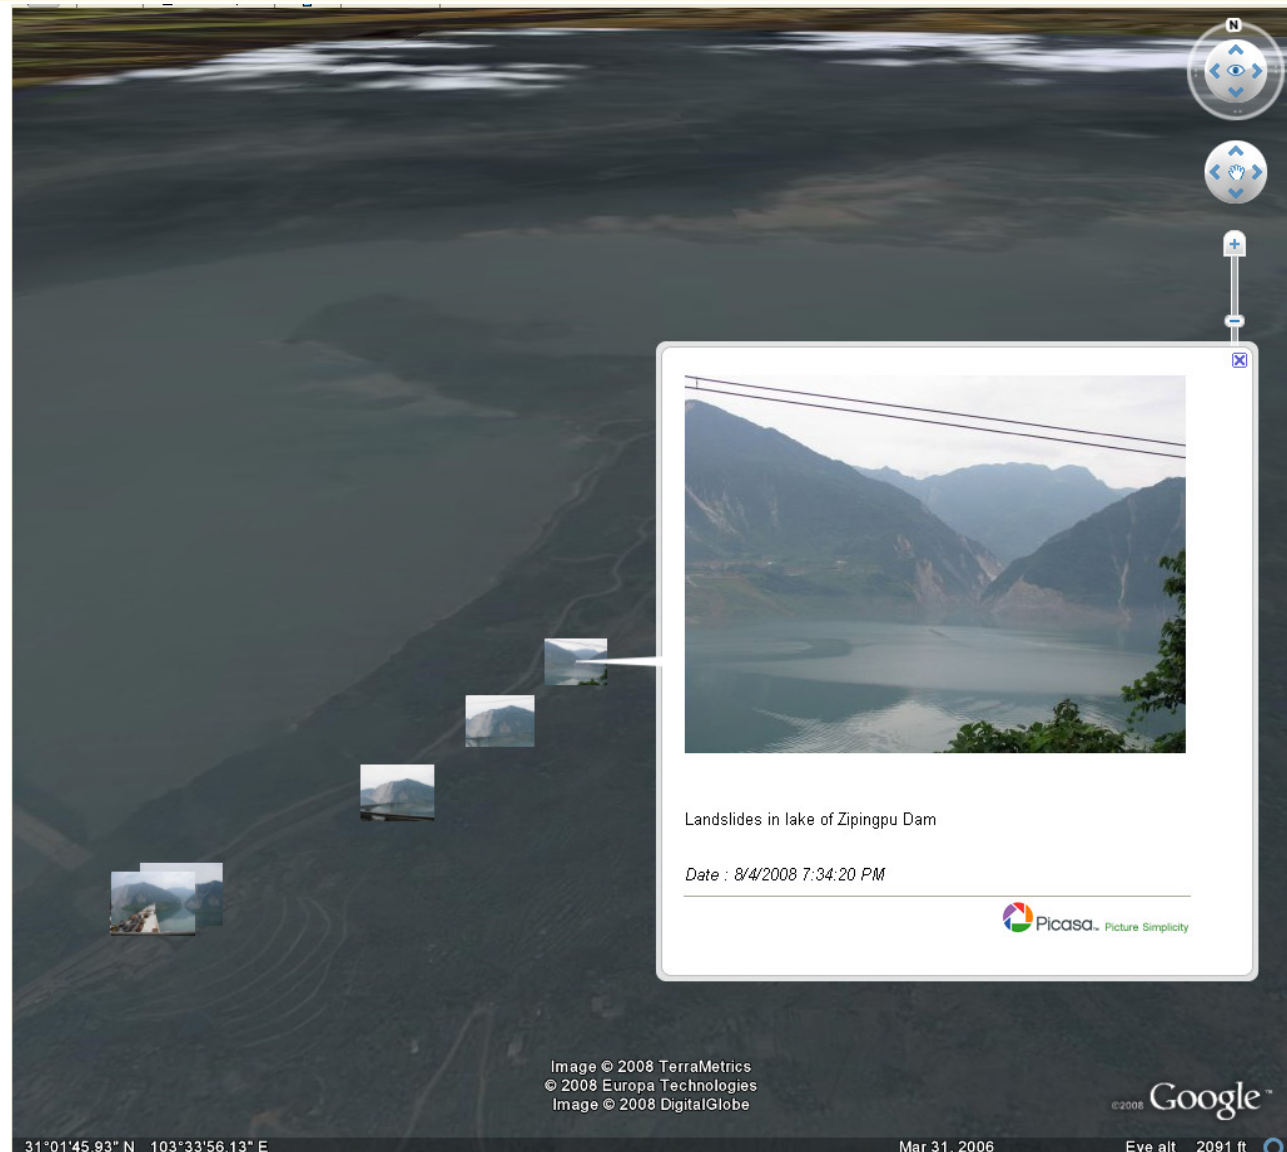 N
Landslides in lake of Zipingpu Dam
Date : 8/4/2008 7:34:20 PM
Picasa™ Picture Simplicity
Image © 2008 TerraMetrics
© 2008 Europa Technologies
Image © 2008 DigitalGlobe
©2008 Google™
31°01'45.93" N 103°33'56.13" E Mar 31, 2006 Eye alt 2091 ft